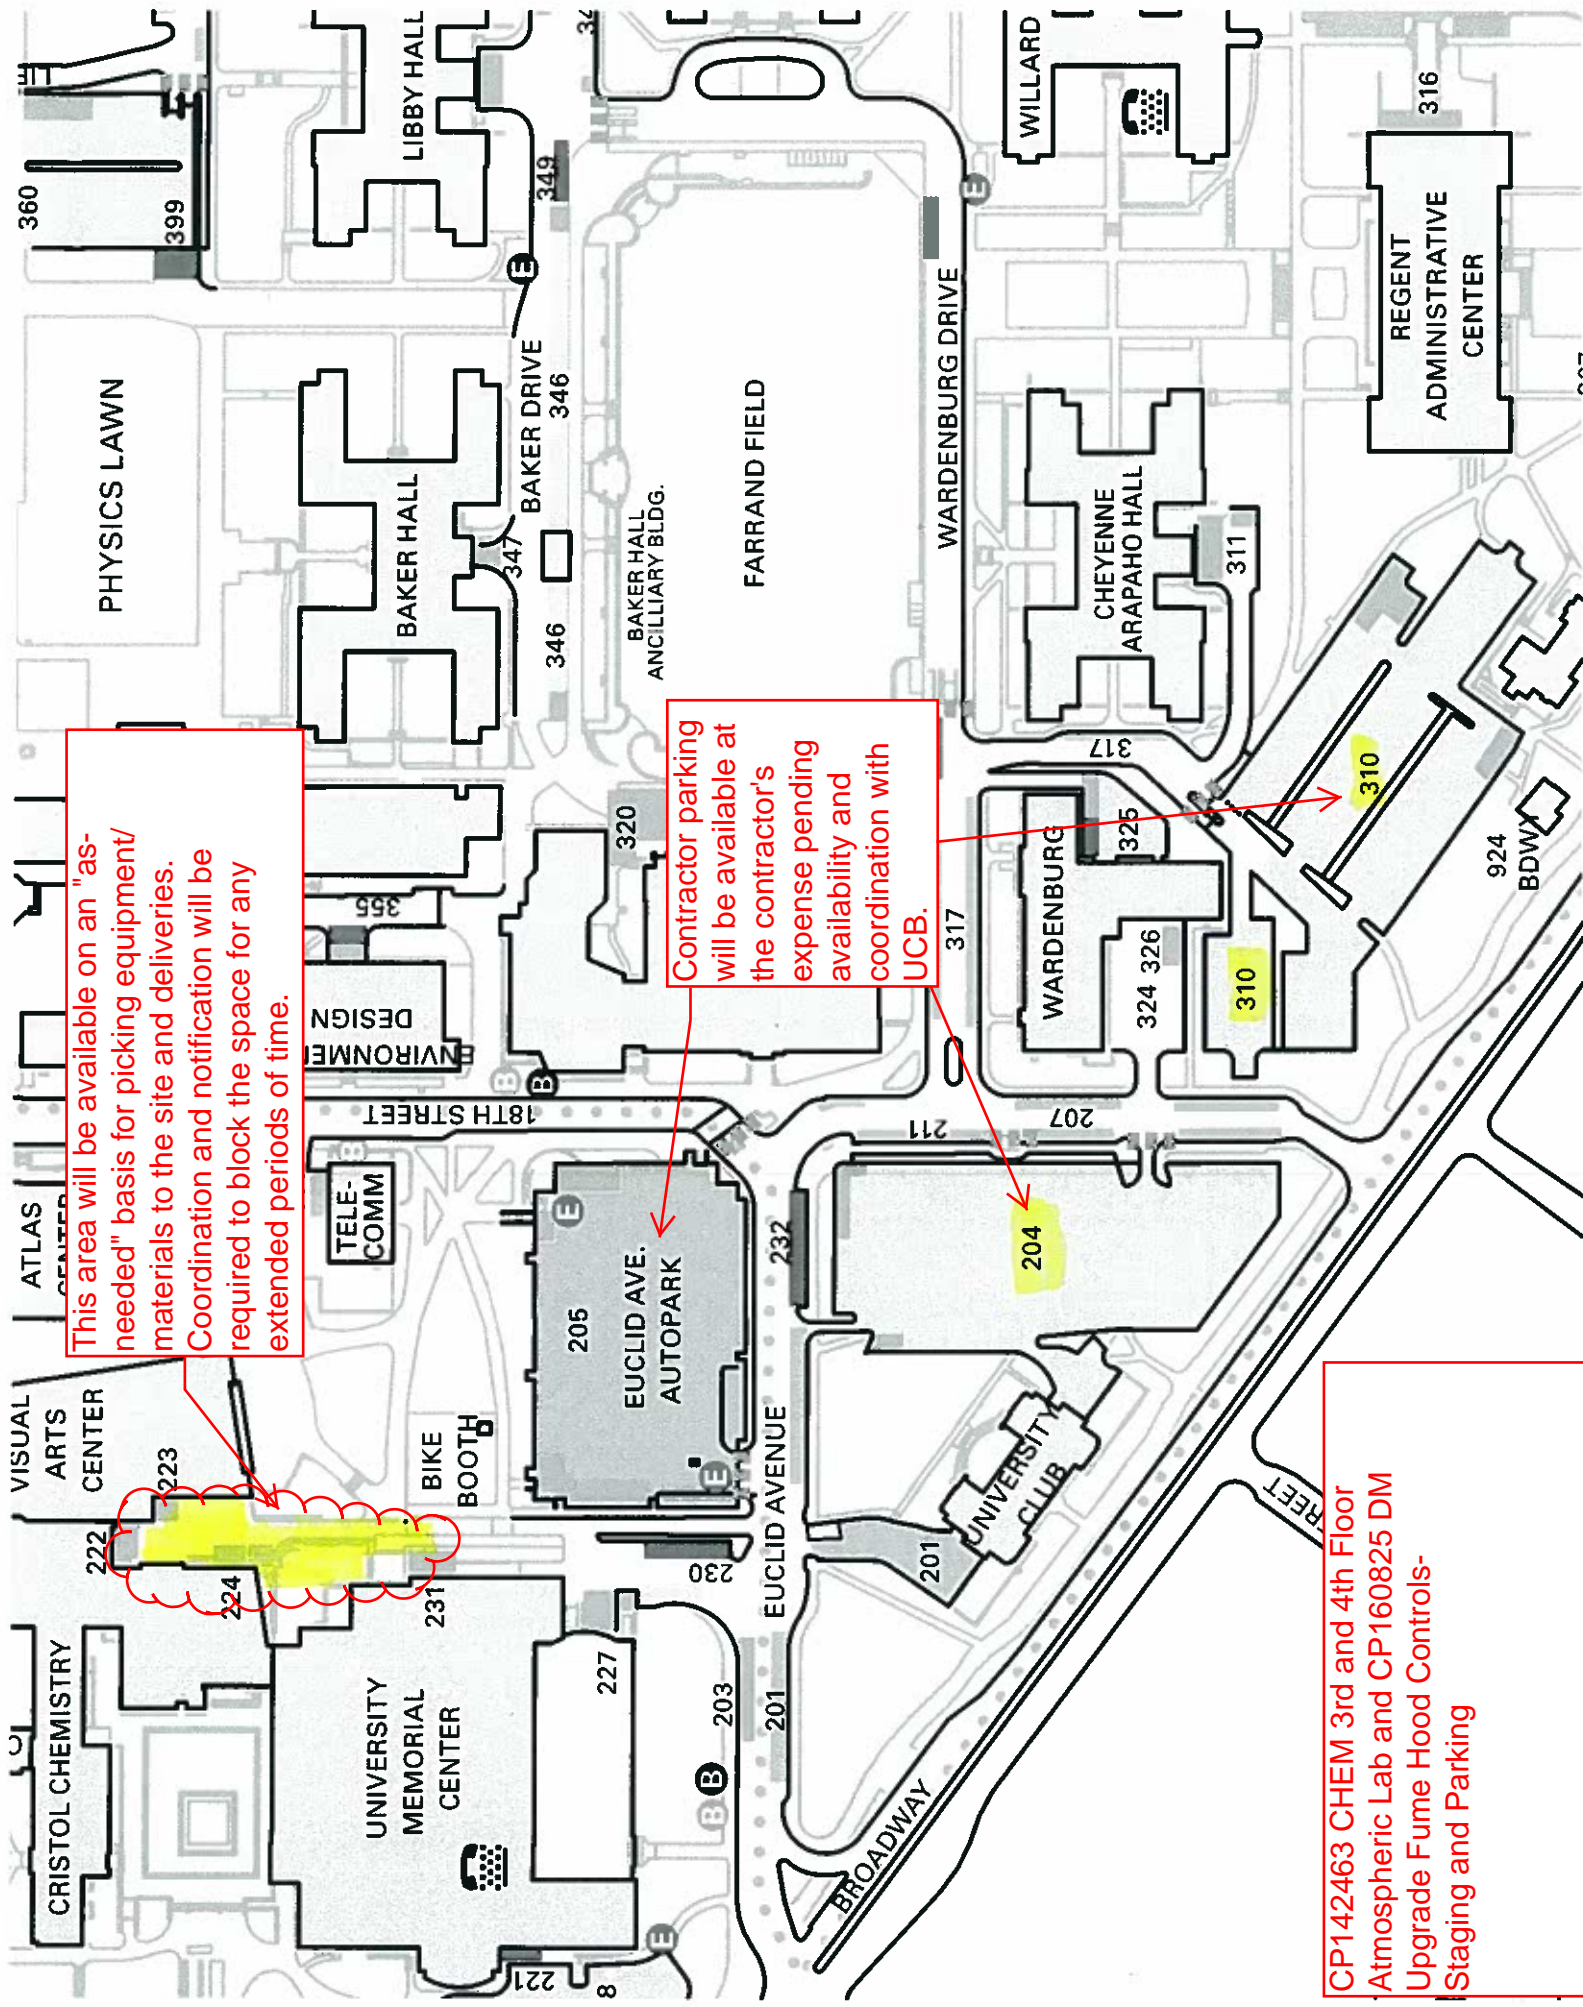 This area will be available on an "as-
needed" basis for picking equipment/
materials to the site and deliveries.
Coordination and notification will be
required to block the space for any
extended periods of time.
Contractor parking
will be available at
the contractor's
expense pending
availability and
coordination with
UCB.
CP142463 CHEM 3rd and 4th Floor
Atmospheric Lab and CP160825 DM
Upgrade Fume Hood Controls-
Staging and Parking
CRISTOL CHEMISTRY
222
223
224
231
VISUAL
ARTS
CENTER
ATLAS
PHYSICS LAWN
360
399
UNIVERSITY
MEMORIAL
CENTER
BIKE
BOOTH
TELE-
COMM
18TH STREET
DESIGN
355
BAKER HALL
347
LIBBY HALL
349
BAKER DRIVE
346
346
BAKER HALL
ANCILLIARY BLDG.
320
FARRAND FIELD
227
221
230
203
201
B
B
E
EUCLID AVENUE
205
EUCLID AVE.
AUTOPARK
E
E
B
B
B
E
232
211
207
204
UNIVERSITY
CLUB
201
BROADWAY
317
317
WARDENBURG DRIVE
E
WARDENBURG
325
324 326
310
310
924
BDWY
CHEYENNE
ARAPAHO HALL
311
WILLARD
REGENT
ADMINISTRATIVE
CENTER
316